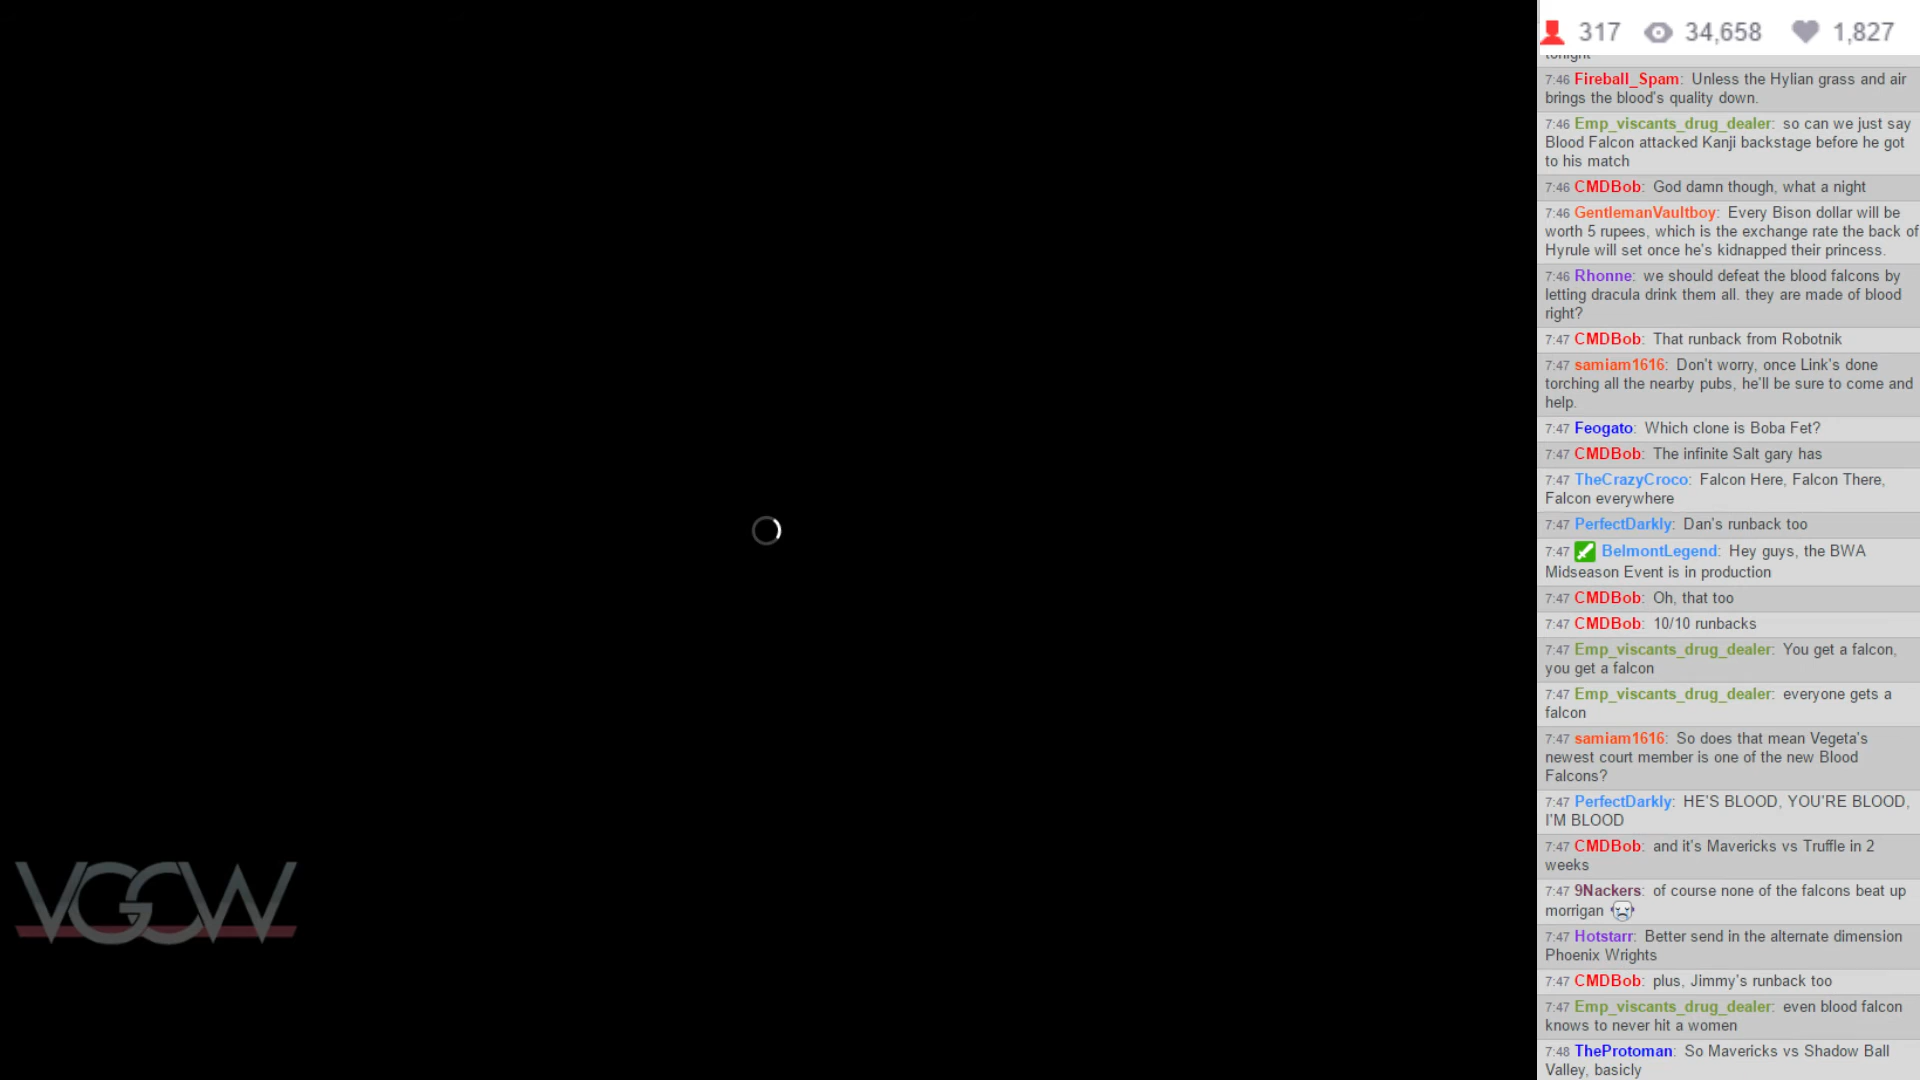 317 34,658 1,827
tonight
7:46 Fireball_Spam: Unless the Hylian grass and air
brings the blood's quality down.
7:46 Emp_viscants_drug_dealer: so can we just say
Blood Falcon attacked Kanji backstage before he got
to his match
7:46 CMDBob: God damn though, what a night
7:46 GentlemanVaultboy: Every Bison dollar will be
worth 5 rupees, which is the exchange rate the back of
Hyrule will set once he's kidnapped their princess.
7:46 Rhonne: we should defeat the blood falcons by
letting dracula drink them all. they are made of blood
right?
7:47 CMDBob: That runback from Robotnik
7:47 samiam1616: Don't worry, once Link's done
torching all the nearby pubs, he'll be sure to come and
help.
7:47 Feogato: Which clone is Boba Fet?
7:47 CMDBob: The infinite Salt gary has
7:47 TheCrazyCroco: Falcon Here, Falcon There,
Falcon everywhere
7:47 PerfectDarkly: Dan's runback too
7:47 BelmontLegend: Hey guys, the BWA
Midseason Event is in production
7:47 CMDBob: Oh, that too
7:47 CMDBob: 10/10 runbacks
7:47 Emp_viscants_drug_dealer: You get a falcon,
you get a falcon
7:47 Emp_viscants_drug_dealer: everyone gets a
falcon
7:47 samiam1616: So does that mean Vegeta's
newest court member is one of the new Blood
Falcons?
7:47 PerfectDarkly: HE'S BLOOD, YOU'RE BLOOD,
I'M BLOOD
7:47 CMDBob: and it's Mavericks vs Truffle in 2
weeks
7:47 9Nackers: of course none of the falcons beat up
morrigan
7:47 Hotstarr: Better send in the alternate dimension
Phoenix Wrights
7:47 CMDBob: plus, Jimmy's runback too
7:47 Emp_viscants_drug_dealer: even blood falcon
knows to never hit a women
7:48 TheProtoman: So Mavericks vs Shadow Ball
Valley, basicly
VGCW